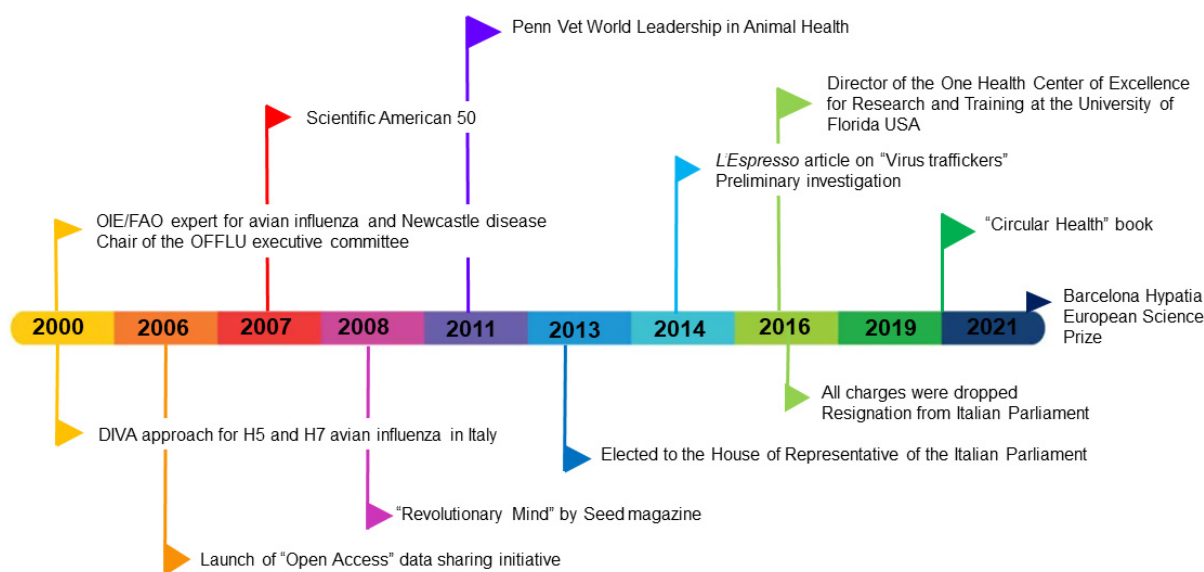 Penn Vet World Leadership in Animal Health
Director of the One Health Center of Excellence
for Research and Training at the University of
Florida USA
Scientific American 50
L'Espresso article on “Virus traffickers”
Preliminary investigation
OIE/FAO expert for avian influenza and Newcastle disease
Chair of the OFFLU executive committee
“Circular Health” book
Barcelona Hypatia
European Science
Prize
2000 2006 2007 2008 2011 2013 2014 2016 2019 2021
All charges were dropped
Resignation from Italian Parliament
DIVA approach for H5 and H7 avian influenza in Italy
Elected to the House of Representative of the Italian Parliament
“Revolutionary Mind” by Seed magazine
Launch of “Open Access” data sharing initiative